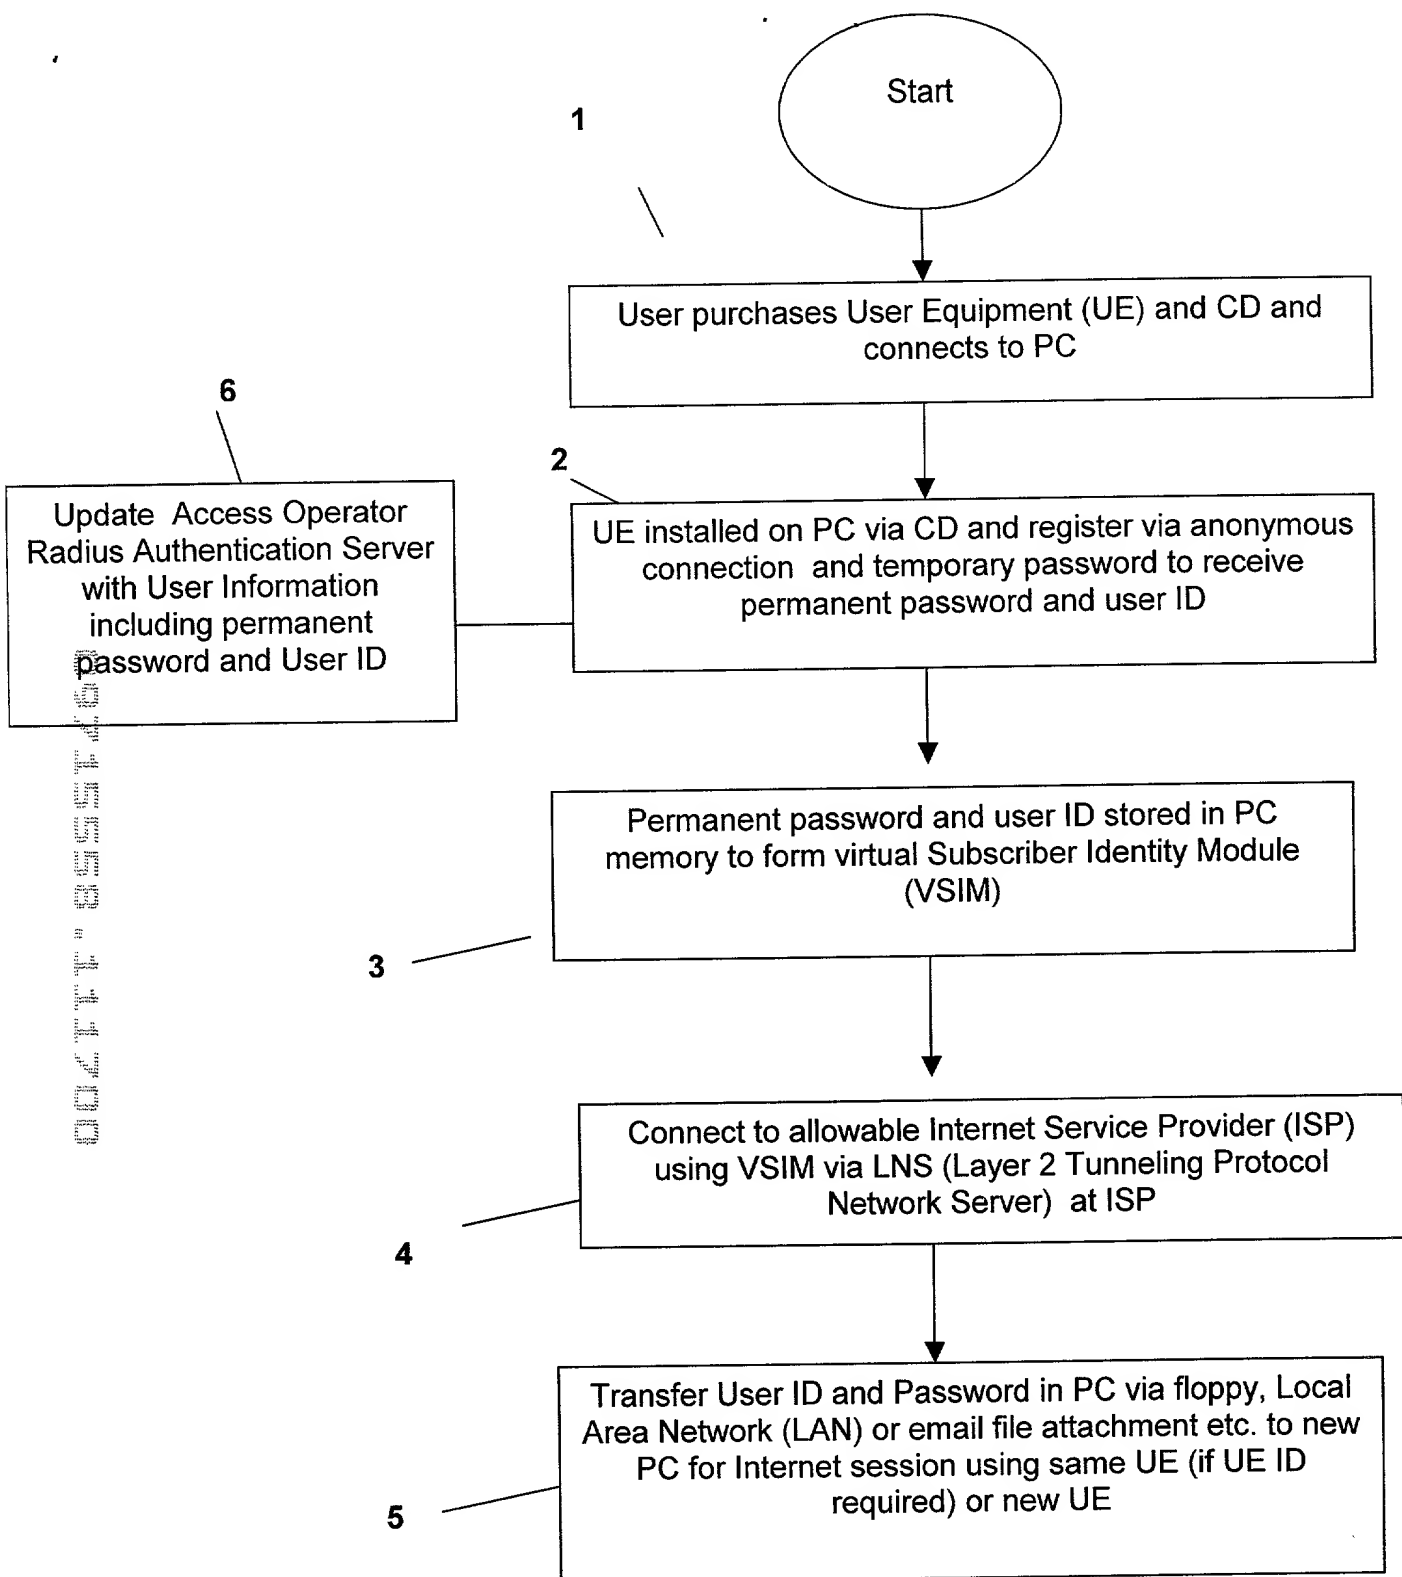 Start
1
User purchases User Equipment (UE) and CD and
connects to PC
6
2
Update Access Operator
Radius Authentication Server
with User Information
including permanent
password and User ID
UE installed on PC via CD and register via anonymous
connection and temporary password to receive
permanent password and user ID
Permanent password and user ID stored in PC
memory to form virtual Subscriber Identity Module
(VSIM)
3
Connect to allowable Internet Service Provider (ISP)
using VSIM via LNS (Layer 2 Tunneling Protocol
Network Server) at ISP
4
Transfer User ID and Password in PC via floppy, Local
Area Network (LAN) or email file attachment etc. to new
PC for Internet session using same UE (if UE ID
required) or new UE
5